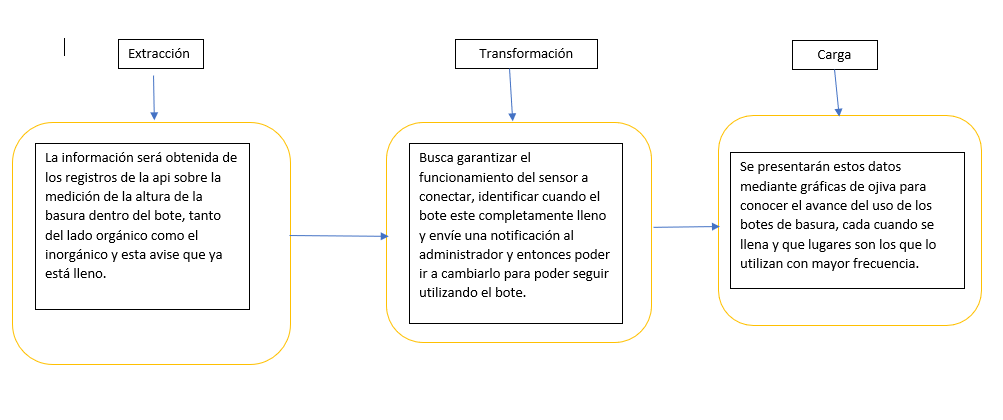 Extracción
Transformación
Carga
La información será obtenida de
los registros de la api sobre la
medición de la altura de la
basura dentro del bote, tanto
del lado orgánico como el
inorgánico y esta avise que ya
está lleno.
Busca garantizar el
funcionamiento del sensor a
conectar, identificar cuando el
bote este completamente lleno
y envíe una notificación al
administrador y entonces poder
ir a cambiarlo para poder seguir
utilizando el bote.
Se presentarán estos datos
mediante gráficas de ojiva para
conocer el avance del uso de los
botes de basura, cada cuando se
llena y que lugares son los que lo
utilizan con mayor frecuencia.